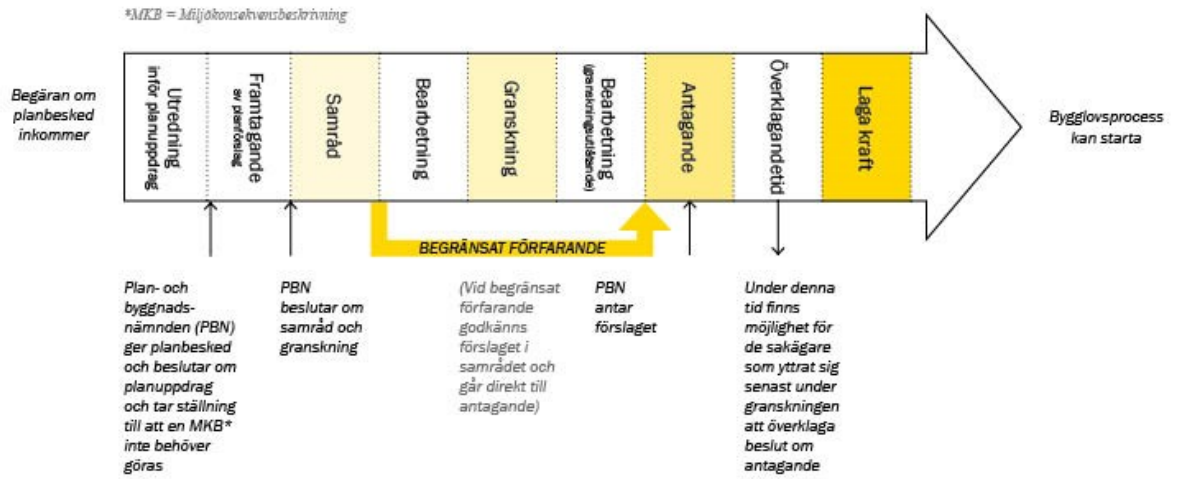 *MKB = Miljökonsekvensbeskrivning
Begäran om
planbesked
inkommer
Utredning
inför planuppdrag
Framtagande
av planförslag
Samråd
Bearbetning
Granskning
Bearbetning
(granskningsutlåtande)
Antagande
Överklagandetid
Laga kraft
Bygglovsprocess
kan starta
BEGRÄNSAT FÖRFARANDE
Plan- och
byggnads-
nämnden (PBN)
ger planbesked
och beslutar om
planuppdrag
och tar ställning
till att en MKB*
inte behöver
göras
PBN
beslutar om
samråd och
granskning
(Vid begränsat
förfarande
godkänns
förslaget i
samrådet och
går direkt till
antagande)
PBN
antar
förslaget
Under denna
tid finns
möjlighet för
de sakägare
som yttrat sig
senast under
granskningen
att överklaga
beslut om
antagande